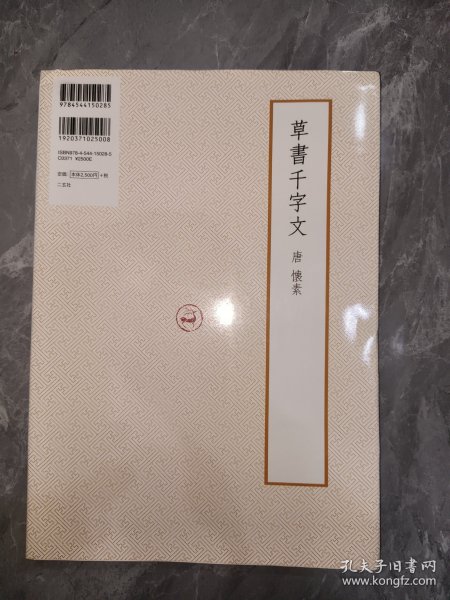 草書千字文
唐 懐素
9784544150285
1920371025008
ISBN978-4-544-15028-5
C0371 ¥2500E
定価：本体2,500円+税
二玄社
孔夫子旧书网
www.kongfz.com